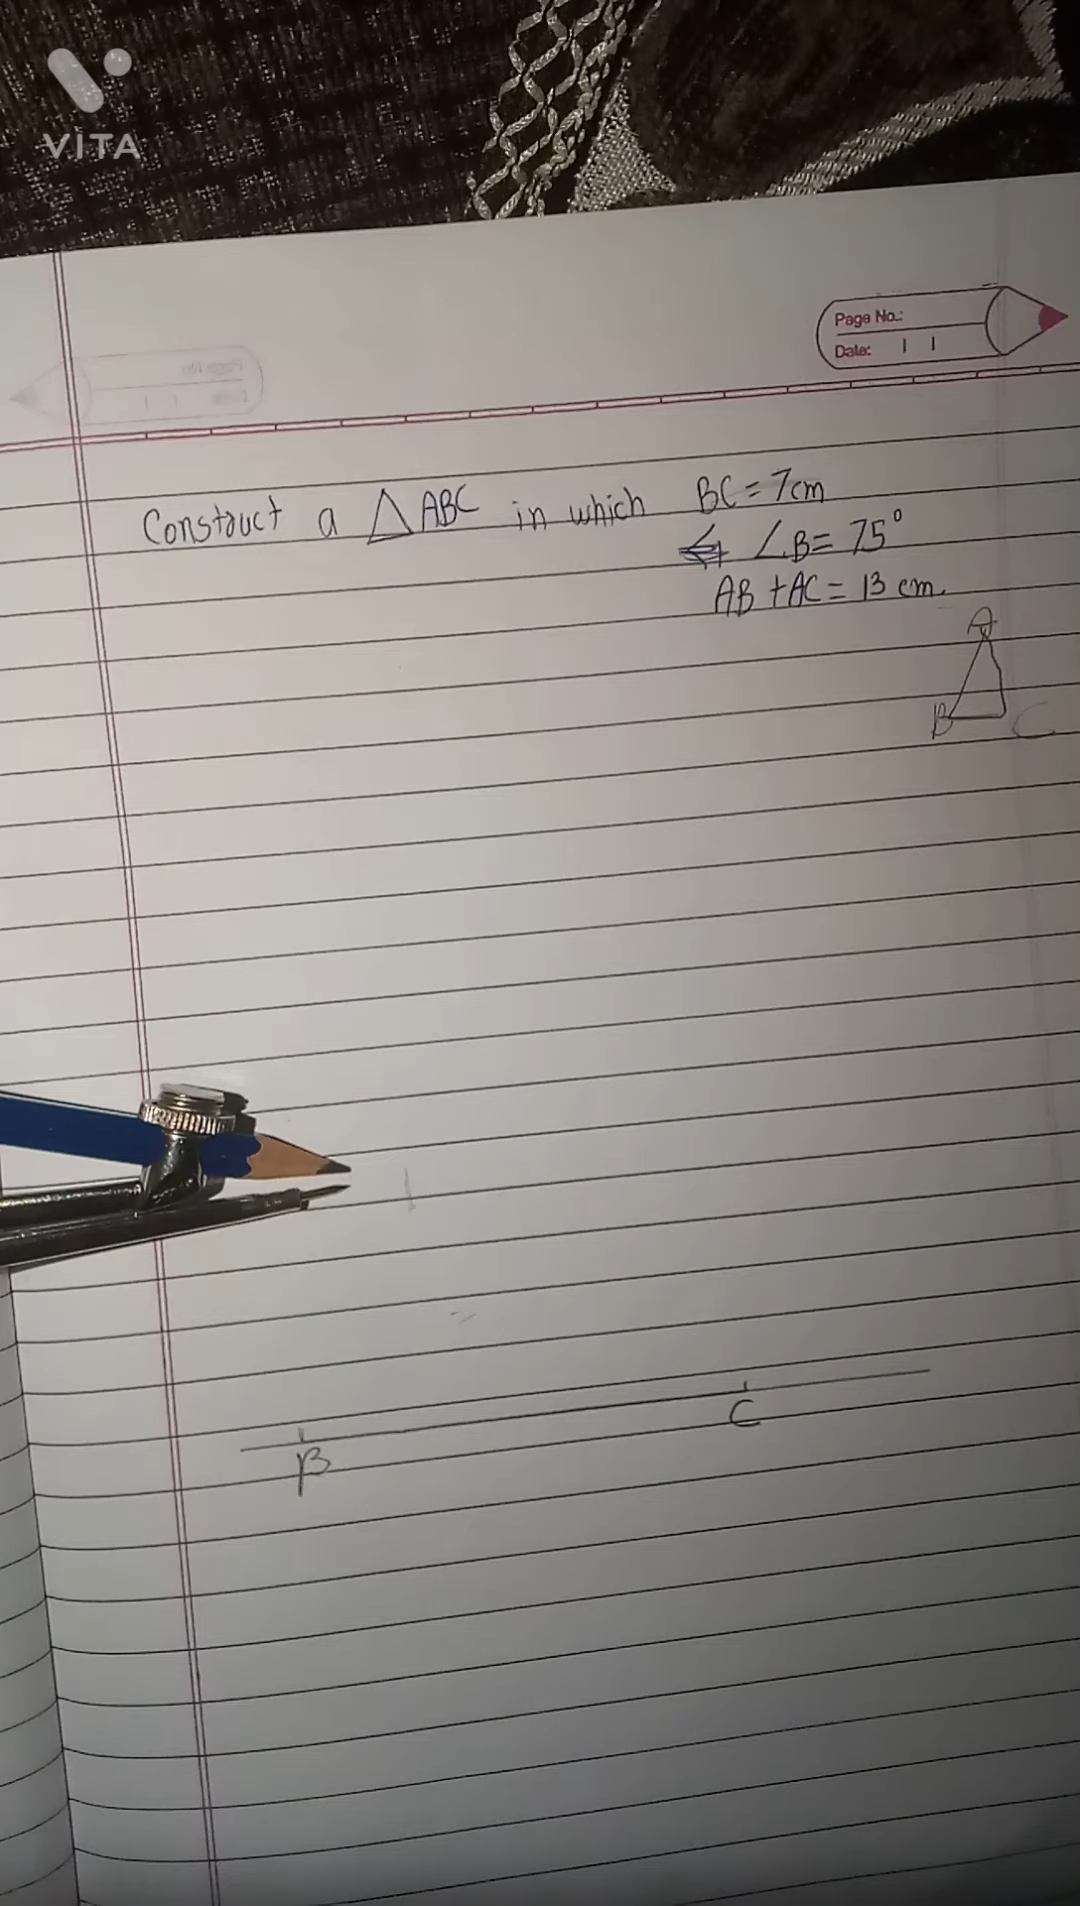 VITA
Page No.:
Date:
Construct a △ ABC in which BC = 7cm
∠B = 75°
AB + AC = 13 cm.
A
B C
C
B